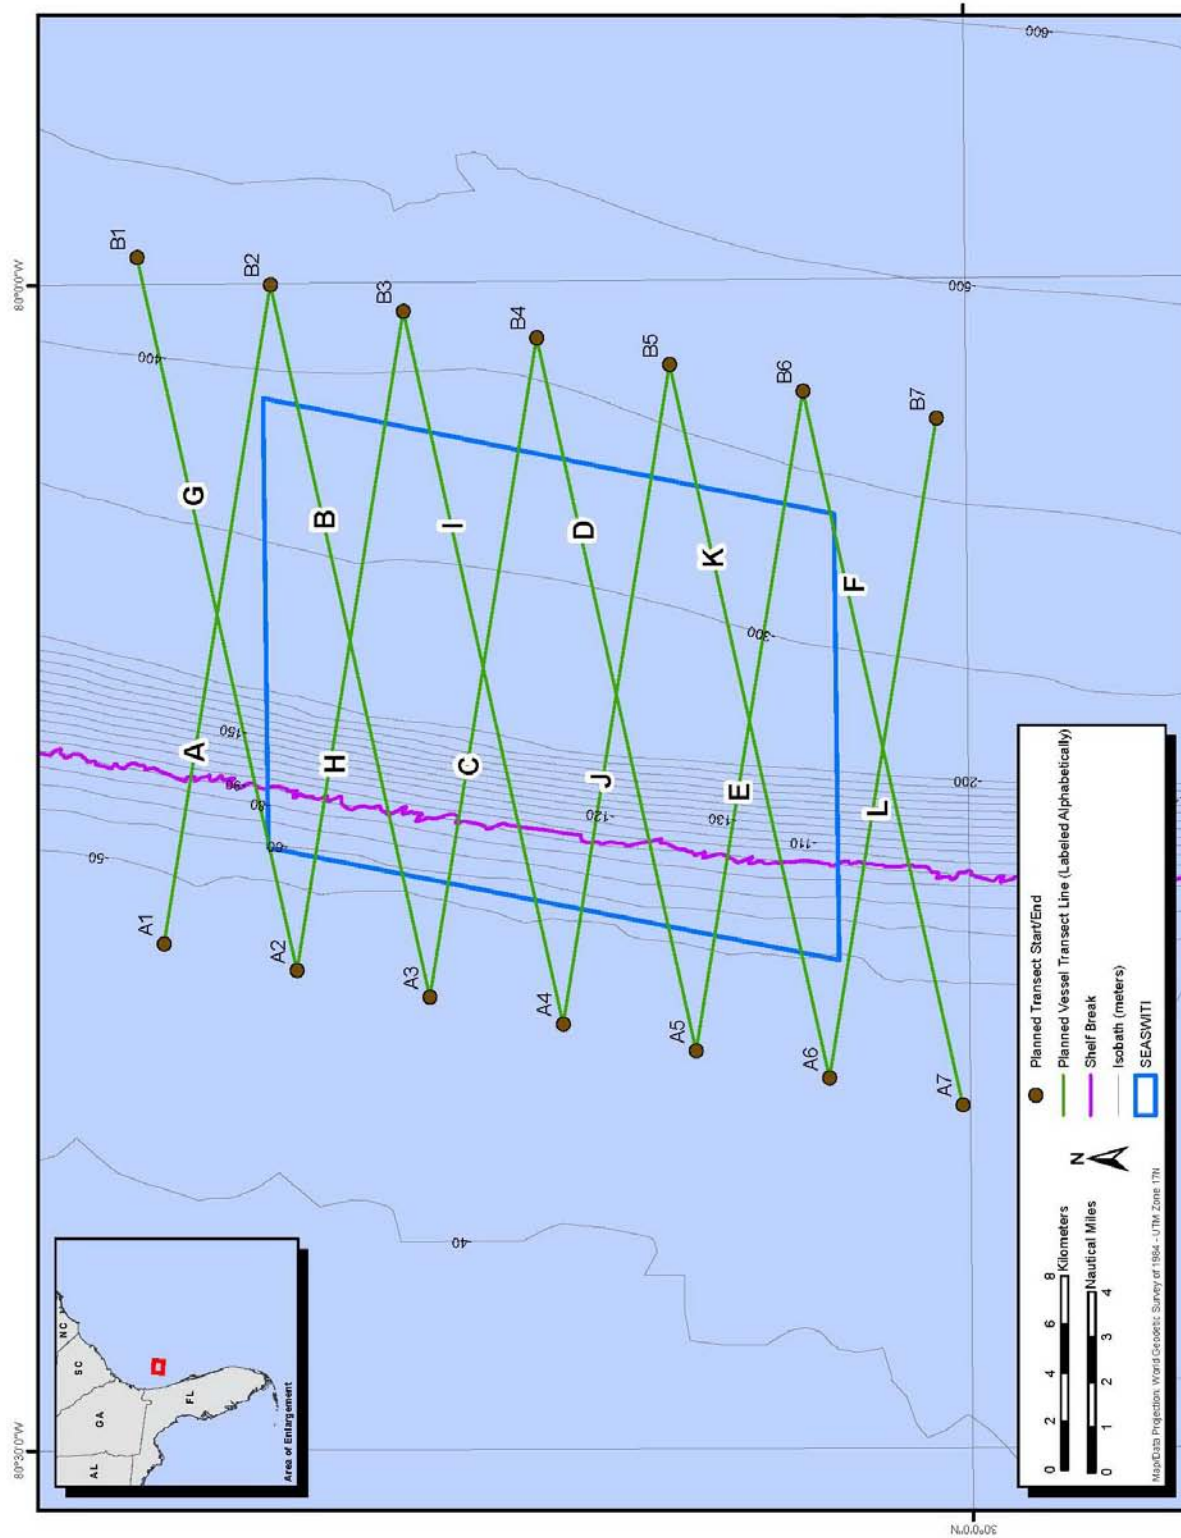 80°30'0"W
80°0'0"W
30°0'0"N
AL
GA
SC
NC
FL
Area of Enlargement
B1
B2
B3
B4
B5
B6
B7
A1
A2
A3
A4
A5
A6
A7
G
A
B
H
I
C
D
J
K
E
F
L
-400
-600
-500
-300
-150
-90
-80
-60
-50
-120
-130
-110
-200
-40
Planned Transect Start/End
Planned Vessel Transect Line (Labeled Alphabetically)
Shelf Break
Isobath (meters)
SEASWITI
N
0 2 4 6 8
Kilometers
Nautical Miles
0 1 2 3 4
Map/Data Projection: World Geodetic Survey of 1984 - UTM Zone 17N